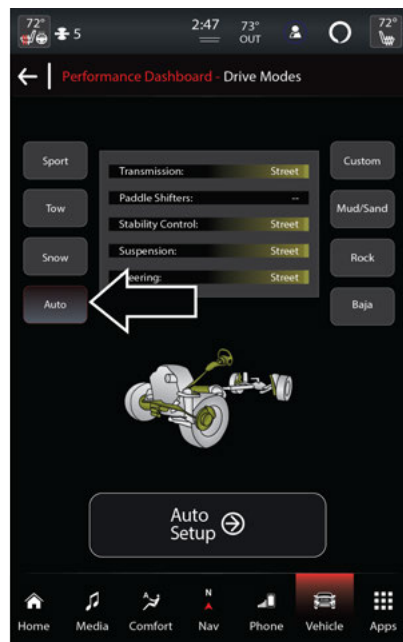 72° 5 2:47 73° OUT 72°
Performance Dashboard - Drive Modes
Sport
Tow
Snow
Auto
Transmission: Street
Paddle Shifters: --
Stability Control: Street
Suspension: Street
eering: Street
Custom
Mud/Sand
Rock
Baja
Auto
Setup
N
Home Media Comfort Nav Phone Vehicle Apps